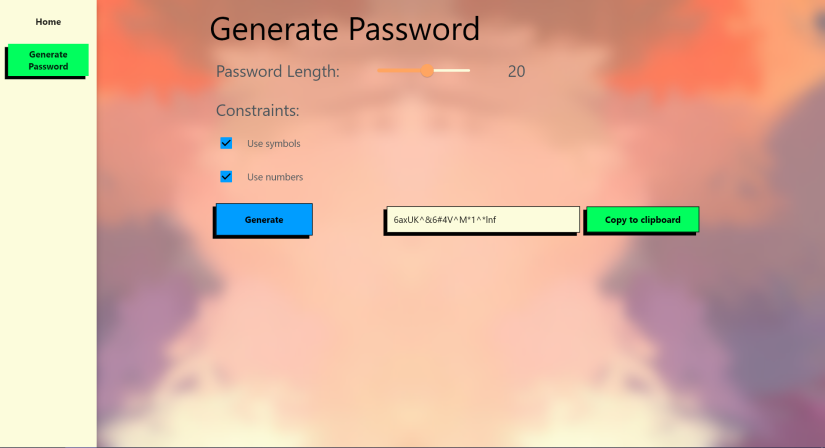 Home
Generate
Password
Generate Password
Password Length:
20
Constraints:
Use symbols
Use numbers
Generate
6axUK^&6#4V^M*1^*lnf
Copy to clipboard